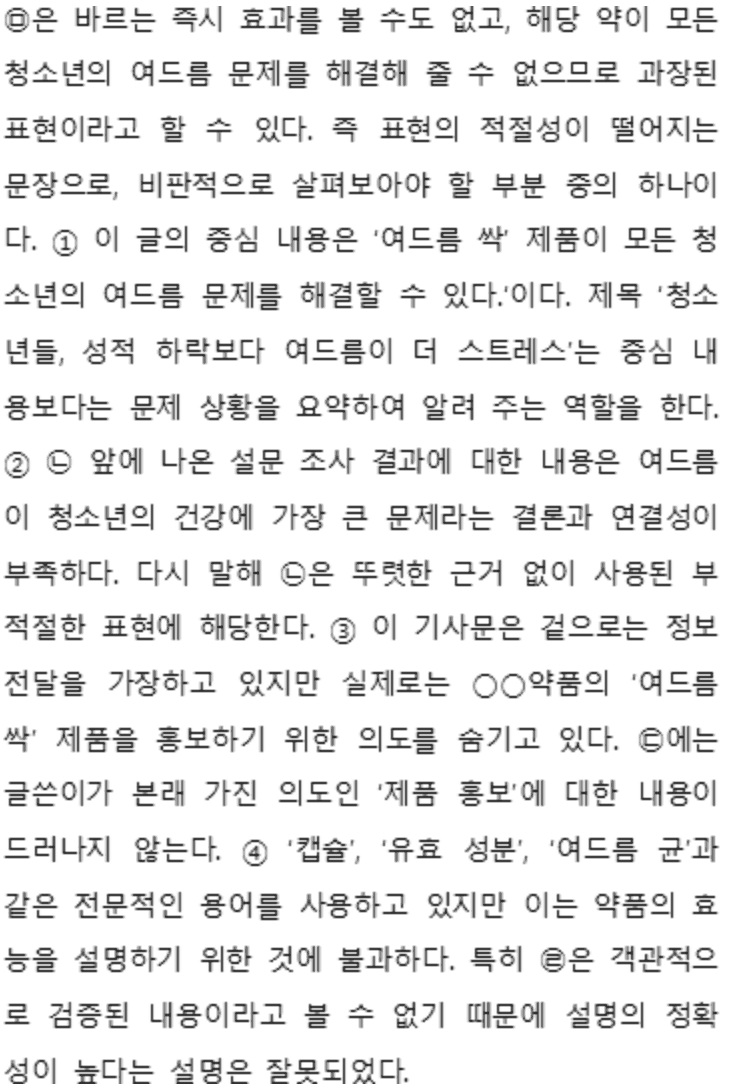 ㉤은 바르는 즉시 효과를 볼 수도 없고, 해당 약이 모든
청소년의 여드름 문제를 해결해 줄 수 없으므로 과장된
표현이라고 할 수 있다. 즉 표현의 적절성이 떨어지는
문장으로, 비판적으로 살펴보아야 할 부분 중의 하나이
다. ① 이 글의 중심 내용은 ‘여드름 싹’ 제품이 모든 청
소년의 여드름 문제를 해결할 수 있다.’이다. 제목 ‘청소
년들, 성적 하락보다 여드름이 더 스트레스’는 중심 내
용보다는 문제 상황을 요약하여 알려 주는 역할을 한다.
② ㉡ 앞에 나온 설문 조사 결과에 대한 내용은 여드름
이 청소년의 건강에 가장 큰 문제라는 결론과 연결성이
부족하다. 다시 말해 ㉡은 뚜렷한 근거 없이 사용된 부
적절한 표현에 해당한다. ③ 이 기사문은 겉으로는 정보
전달을 가장하고 있지만 실제로는 ○○약품의 ‘여드름
싹’ 제품을 홍보하기 위한 의도를 숨기고 있다. ㉢에는
글쓴이가 본래 가진 의도인 ‘제품 홍보’에 대한 내용이
드러나지 않는다. ④ ‘캡슐’, ‘유효 성분’, ‘여드름 균’과
같은 전문적인 용어를 사용하고 있지만 이는 약품의 효
능을 설명하기 위한 것에 불과하다. 특히 ㉣은 객관적으
로 검증된 내용이라고 볼 수 없기 때문에 설명의 정확
성이 높다는 설명은 잘못되었다.